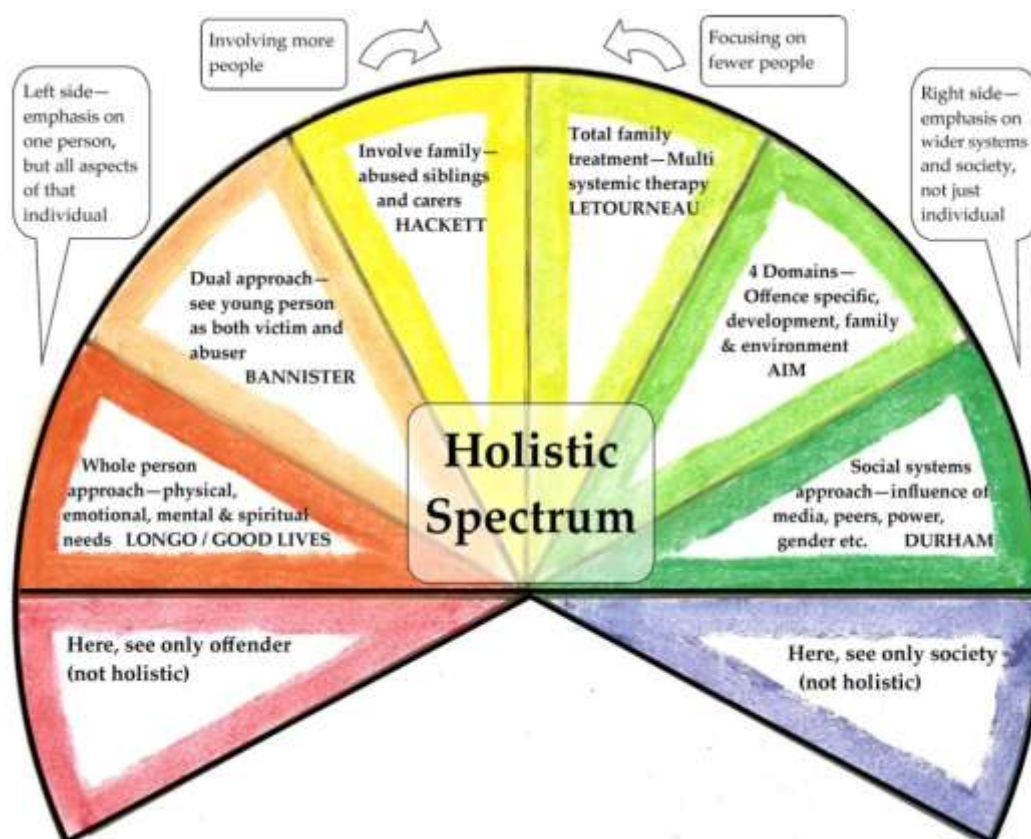 Involving more
people
Focusing on
fewer people
Left side—
emphasis on
one person,
but all aspects
of that
individual
Right side—
emphasis on
wider systems
and society,
not just
individual
Involve family—
abused siblings
and carers
HACKETT
Total family
treatment—Multi
systemic therapy
LETOURNEAU
Dual approach—
see young person
as both victim and
abuser
BANNISTER
4 Domains—
Offence specific,
development, family
& environment
AIM
Holistic
Spectrum
Whole person
approach—physical,
emotional, mental & spiritual
needs LONGO / GOOD LIVES
Social systems
approach—influence of
media, peers, power,
gender etc. DURHAM
Here, see only offender
(not holistic)
Here, see only society
(not holistic)